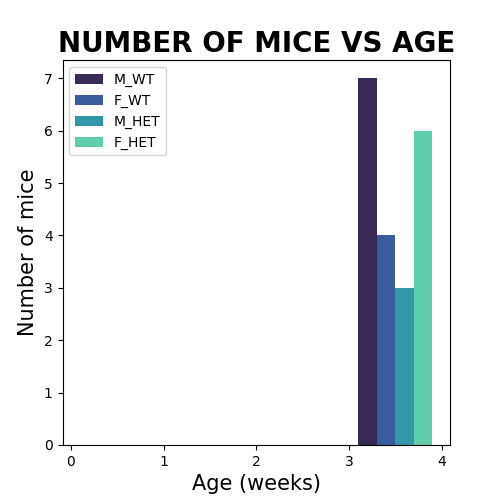 NUMBER OF MICE VS AGE
M_WT
F_WT
M_HET
F_HET
Number of mice
7
6
5
4
3
2
1
0
0 1 2 3 4
Age (weeks)